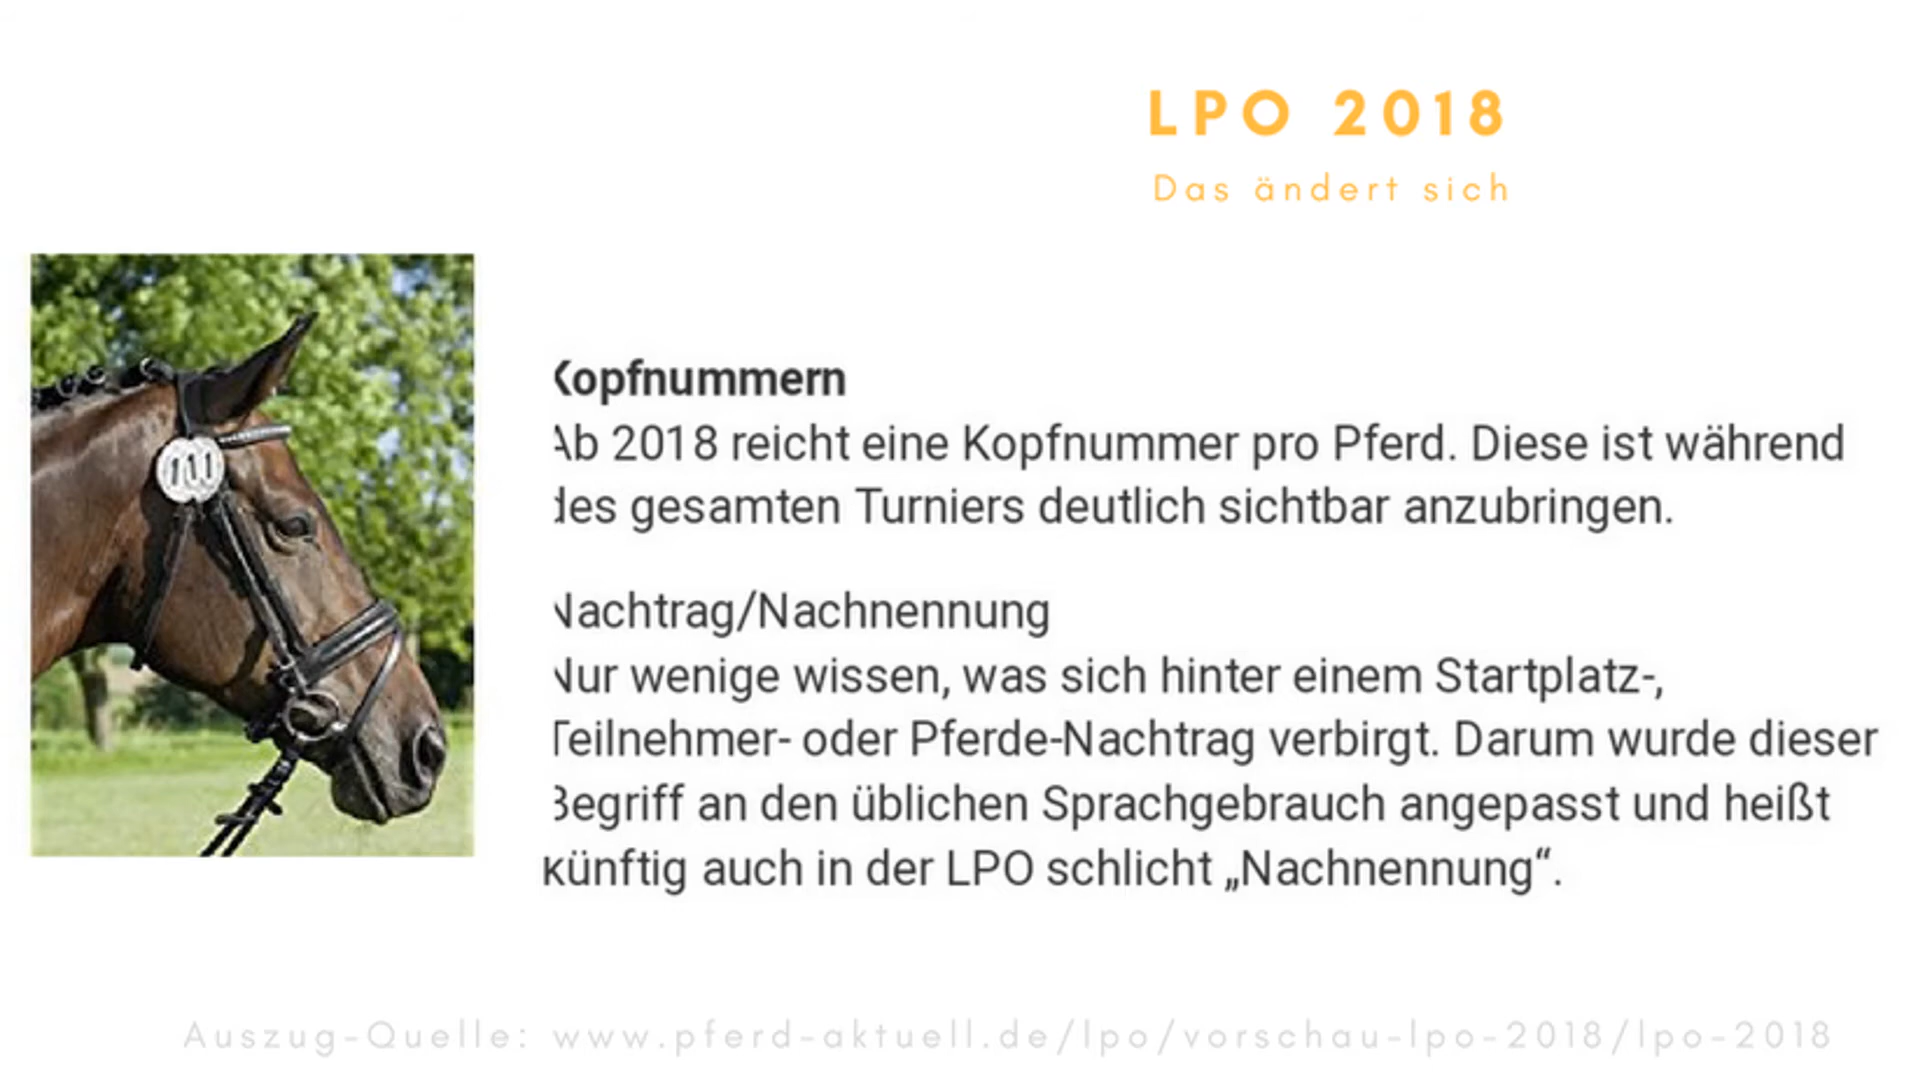 LPO 2018
Das ändert sich
111
Kopfnummern
Ab 2018 reicht eine Kopfnummer pro Pferd. Diese ist während
des gesamten Turniers deutlich sichtbar anzubringen.
Nachtrag/Nachnennung
Nur wenige wissen, was sich hinter einem Startplatz-,
Teilnehmer- oder Pferde-Nachtrag verbirgt. Darum wurde dieser
Begriff an den üblichen Sprachgebrauch angepasst und heißt
künftig auch in der LPO schlicht „Nachnennung“.
Auszug-Quelle: www.pferd-aktuell.de/lpo/vorschau-lpo-2018/lpo-2018